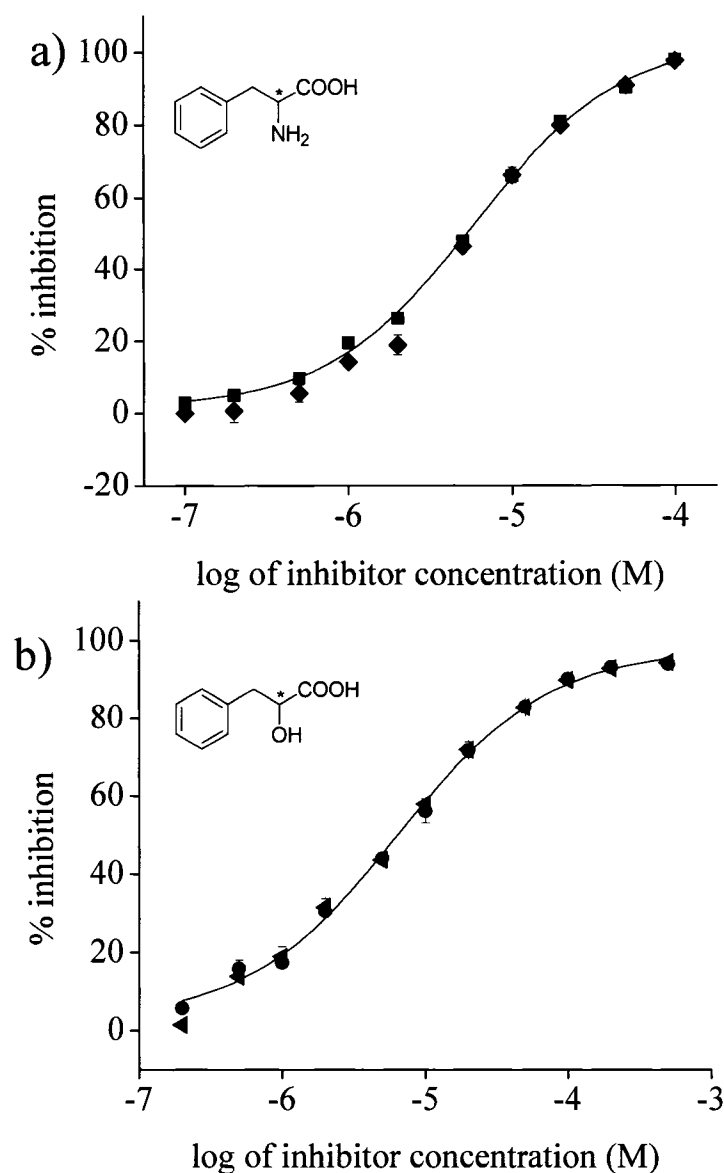 a)
100
80
60
40
20
0
-20
% inhbition
* COOH
NH2
-7 -6 -5 -4
log of inhibitor concentration (M)
b)
100
80
60
40
20
0
% inhibition
* COOH
OH
-7 -6 -5 -4 -3
log of inhibitor concentration (M)